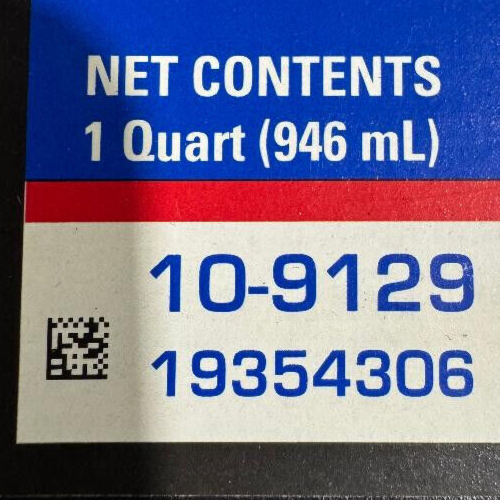 NET CONTENTS
1 Quart (946 mL)
10-9129
19354306